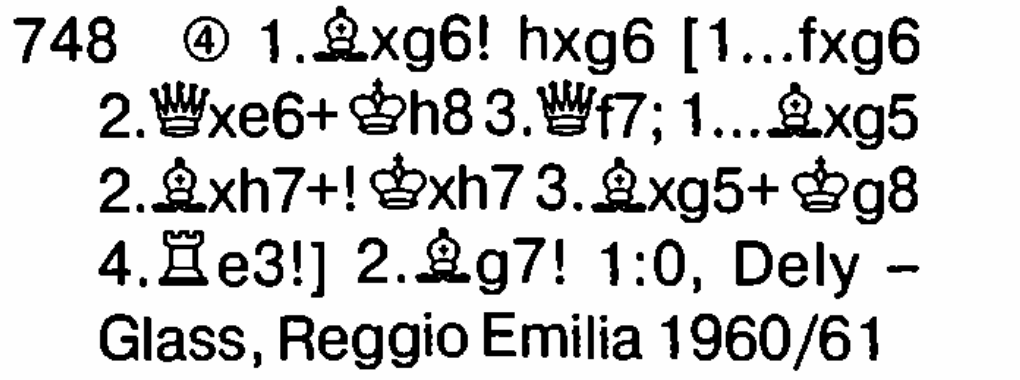 748 ④ 1.♗xg6! hxg6 [1...fxg6
2.♕xe6+ ♔h8 3.♕f7; 1...♗xg5
2.♗xh7+! ♔xh7 3.♗xg5+ ♔g8
4.♖e3!] 2.♗g7! 1:0, Dely –
Glass, Reggio Emilia 1960/61